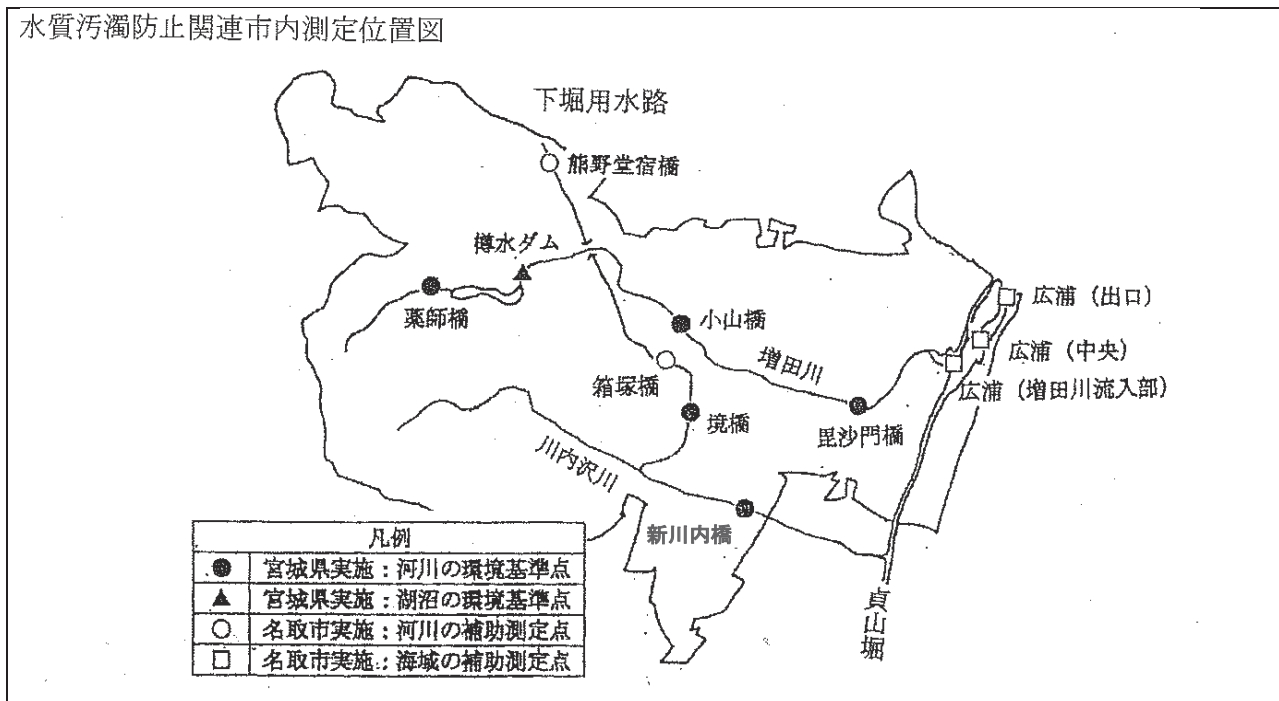 水質汚濁防止関連市内測定位置図
下堀用水路
熊野堂宿橋
樽水ダム
薬師橋
小山橋
広浦（出口）
増田川
広浦（中央）
箱塚橋
広浦（増田川流入部）
境橋
毘沙門橋
川内沢川
新川内橋
貞山堀
凡例
● 宮城県実施：河川の環境基準点
▲ 宮城県実施：湖沼の環境基準点
○ 名取市実施：河川の補助測定点
□ 名取市実施：海域の補助測定点